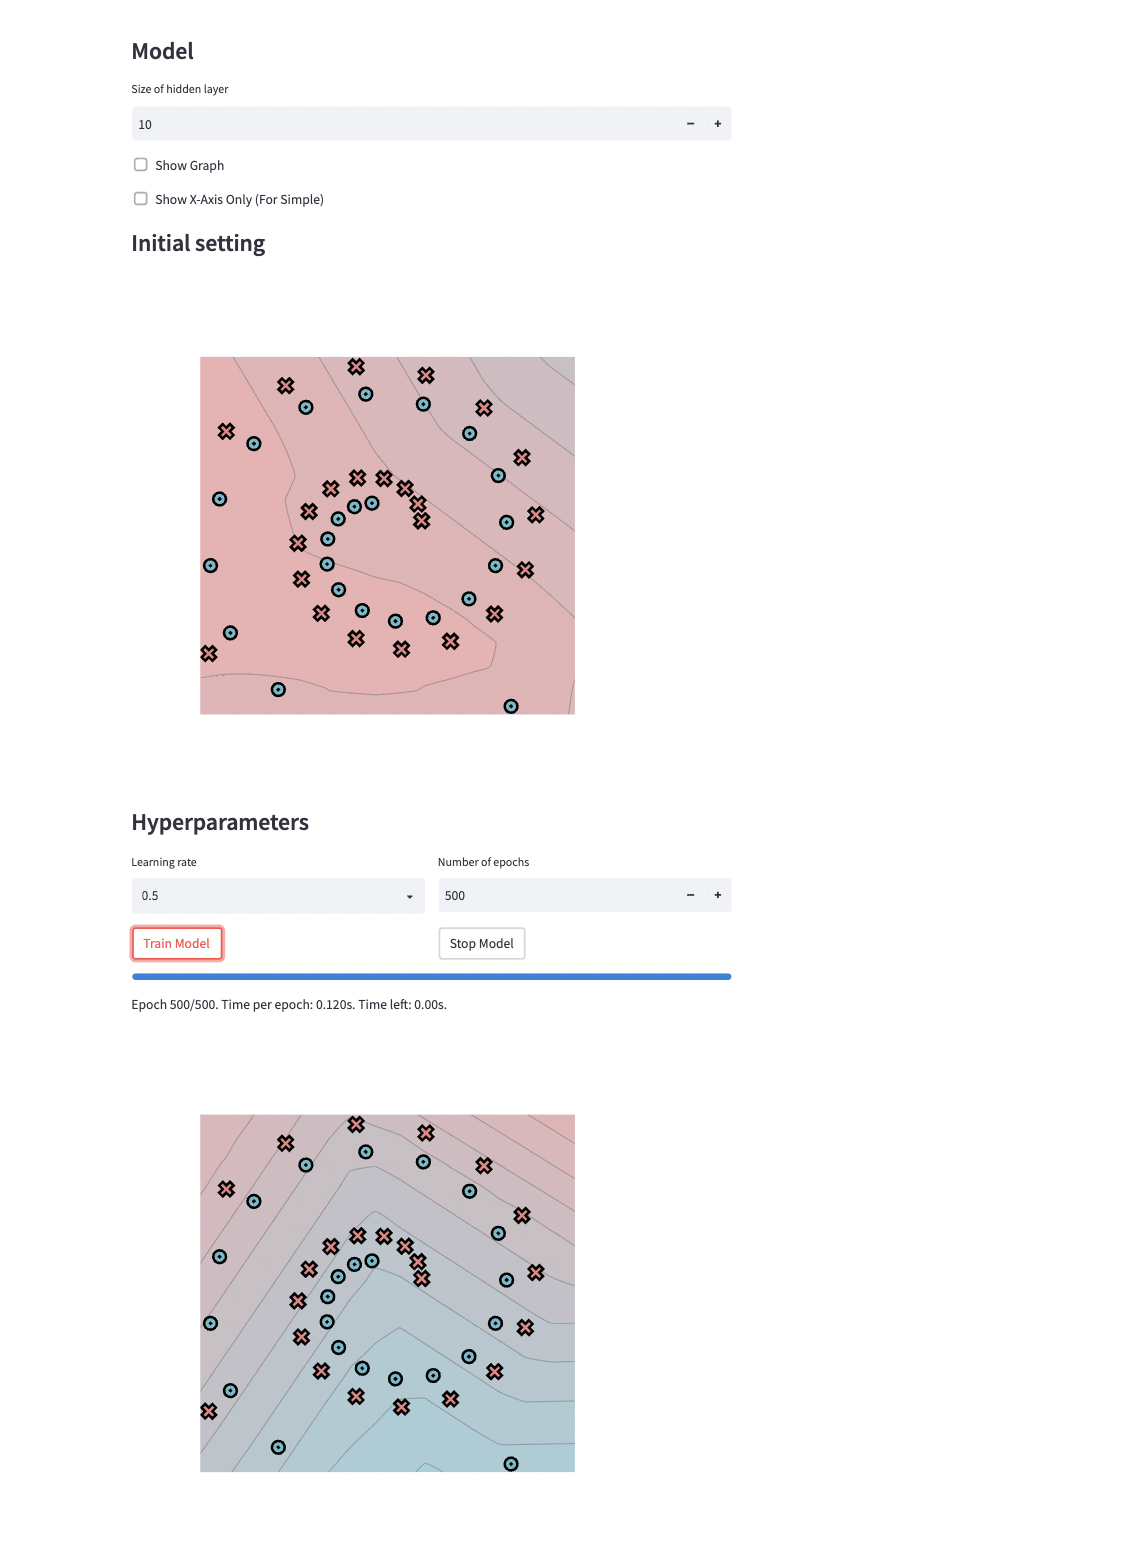 Model
Size of hidden layer
10
Show Graph
Show X-Axis Only (For Simple)
Initial setting
Hyperparameters
Learning rate
Number of epochs
0.5
500
Train Model
Stop Model
Epoch 500/500. Time per epoch: 0.120s. Time left: 0.00s.